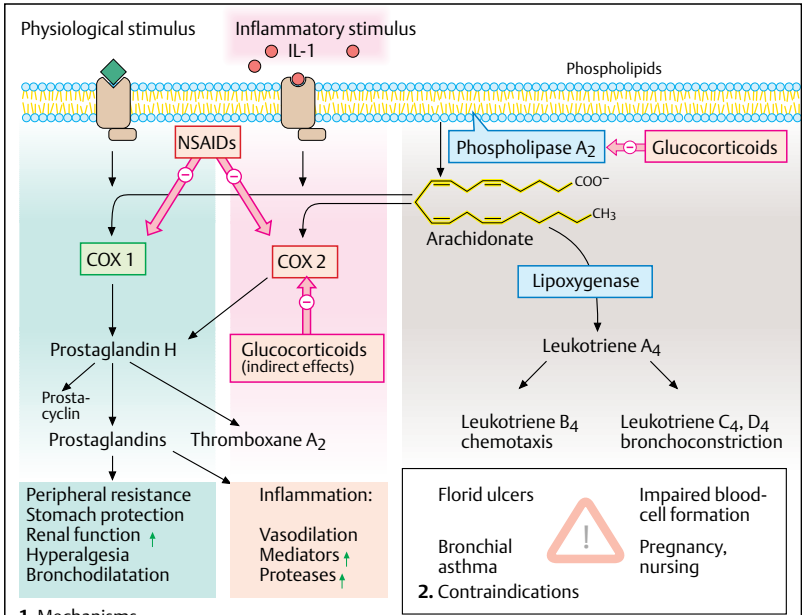 Physiological stimulus
Inflammatory stimulus
IL-1
Phospholipids
NSAIDs
Phospholipase A2
Glucocorticoids
COO–
CH3
Arachidonate
COX 1
COX 2
Lipoxygenase
Prostaglandin H
Glucocorticoids
(indirect effects)
Leukotriene A4
Prosta-
cyclin
Prostaglandins
Thromboxane A2
Leukotriene B4
chemotaxis
Leukotriene C4, D4
bronchoconstriction
Peripheral resistance
Stomach protection
Renal function
Hyperalgesia
Bronchodilatation
Inflammation:
Vasodilation
Mediators
Proteases
Florid ulcers
Impaired blood-
cell formation
Bronchial
asthma
Pregnancy,
nursing
!
2. Contraindications
1. Mechanisms